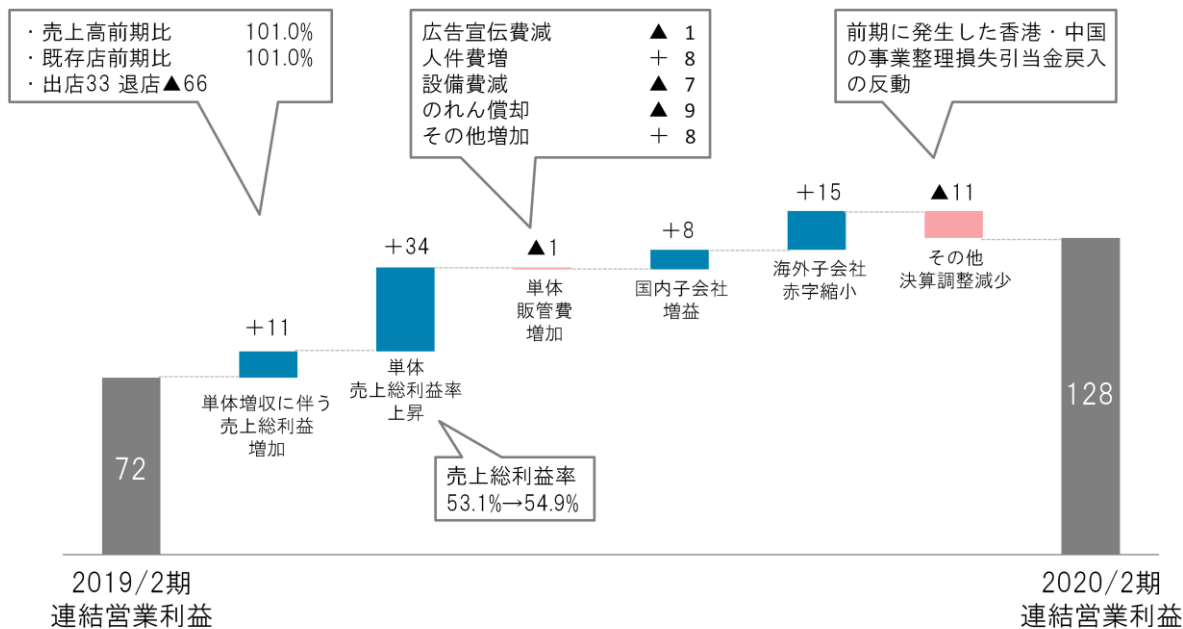 ・売上高前期比 101.0%
・既存店前期比 101.0%
・出店33 退店▲66
広告宣伝費減 ▲ 1
人件費増 ＋ 8
設備費減 ▲ 7
のれん償却 ▲ 9
その他増加 ＋ 8
前期に発生した香港・中国
の事業整理損失引当金戻入
の反動
72
＋11
単体増収に伴う
売上総利益
増加
＋34
単体
売上総利益率
上昇
売上総利益率
53.1%→54.9%
▲1
単体
販管費
増加
＋8
国内子会社
増益
＋15
海外子会社
赤字縮小
▲11
その他
決算調整減少
128
2019/2期
連結営業利益
2020/2期
連結営業利益